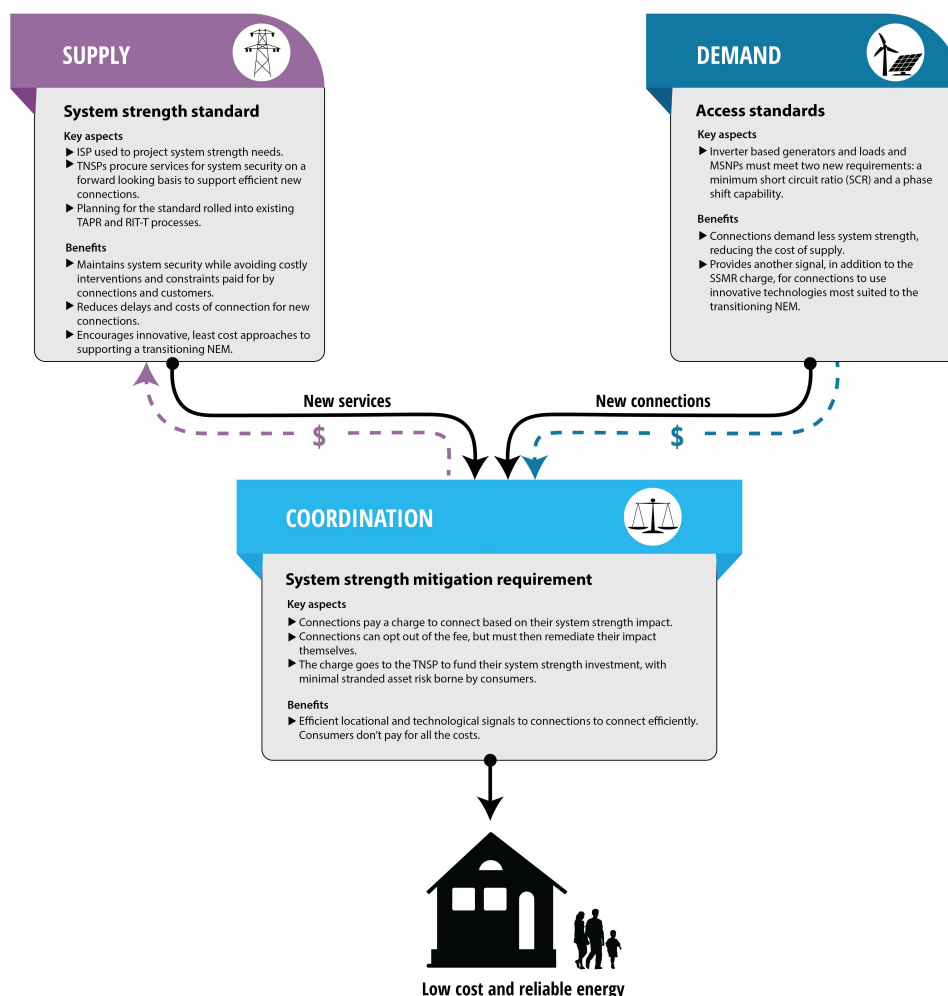 SUPPLY
System strength standard
Key aspects
▶ ISP used to project system strength needs.
▶ TNSPs procure services for system security on a
forward looking basis to support efficient new
connections.
▶ Planning for the standard rolled into existing
TAPR and RIT-T processes.
Benefits
▶ Maintains system security while avoiding costly
interventions and constraints paid for by
connections and customers.
▶ Reduces delays and costs of connection for new
connections.
▶ Encourages innovative, least cost approaches to
supporting a transitioning NEM.
DEMAND
Access standards
Key aspects
▶ Inverter based generators and loads and
MSNPs must meet two new requirements: a
minimum short circuit ratio (SCR) and a phase
shift capability.
Benefits
▶ Connections demand less system strength,
reducing the cost of supply.
▶ Provides another signal, in addition to the
SSMR charge, for connections to use
innovative technologies most suited to the
transitioning NEM.
New services
$
New connections
$
COORDINATION
System strength mitigation requirement
Key aspects
▶ Connections pay a charge to connect based on their system strength impact.
▶ Connections can opt out of the fee, but must then remediate their impact
themselves.
▶ The charge goes to the TNSP to fund their system strength investment, with
minimal stranded asset risk borne by consumers.
Benefits
▶ Efficient locational and technological signals to connections to connect efficiently.
Consumers don't pay for all the costs.
Low cost and reliable energy